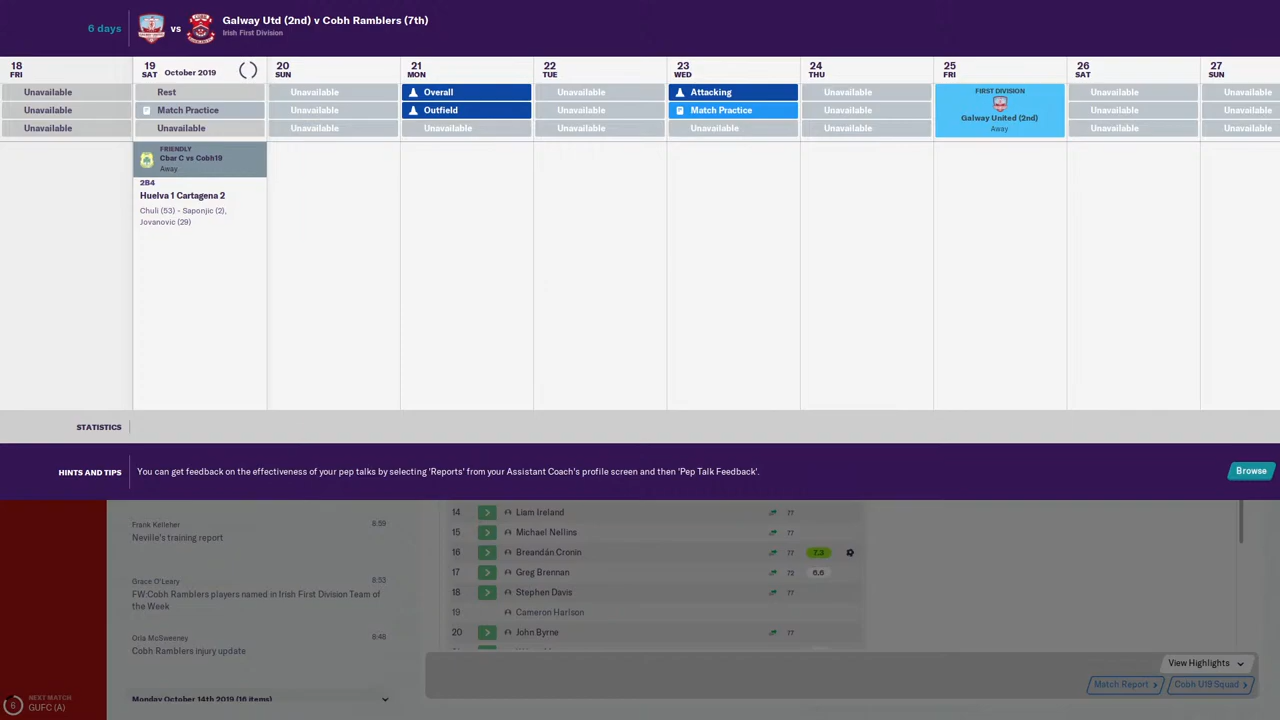 6 days
vs
Galway Utd (2nd) v Cobh Ramblers (7th)
Irish First Division
18 FRI
19 SAT October 2019
20 SUN
21 MON
22 TUE
23 WED
24 THU
25 FRI
26 SAT
27 SUN
Unavailable
Rest
Unavailable
Overall
Unavailable
Attacking
Unavailable
FIRST DIVISION
Unavailable
Unavailable
Unavailable
Match Practice
Unavailable
Outfield
Unavailable
Match Practice
Unavailable
Galway United (2nd)
Unavailable
Unavailable
Unavailable
Unavailable
Unavailable
Unavailable
Unavailable
Unavailable
Unavailable
Away
Unavailable
Unavailable
FRIENDLY
Cbar C vs Cobh19
Away
2B4
Huelva 1 Cartagena 2
Chuli (53) - Saponjic (2),
Jovanovic (29)
STATISTICS
HINTS AND TIPS
You can get feedback on the effectiveness of your pep talks by selecting 'Reports' from your Assistant Coach's profile screen and then 'Pep Talk Feedback'.
Browse
14 Liam Ireland 77
Frank Kelleher 8:59
Neville's training report
15 Michael Nellins 77
16 Breandán Cronin 77 7.3
17 Greg Brennan 72 6.6
Grace O'Leary 8:53
FW:Cobh Ramblers players named in Irish First Division Team of
the Week
18 Stephen Davis 77
19 Cameron Harlson
20 John Byrne 77
Orla McSweeney 8:48
Cobh Ramblers injury update
View Highlights
Match Report
Cobh U19 Squad
Monday October 14th 2019 (16 items)
6
NEXT MATCH
GUFC (A)